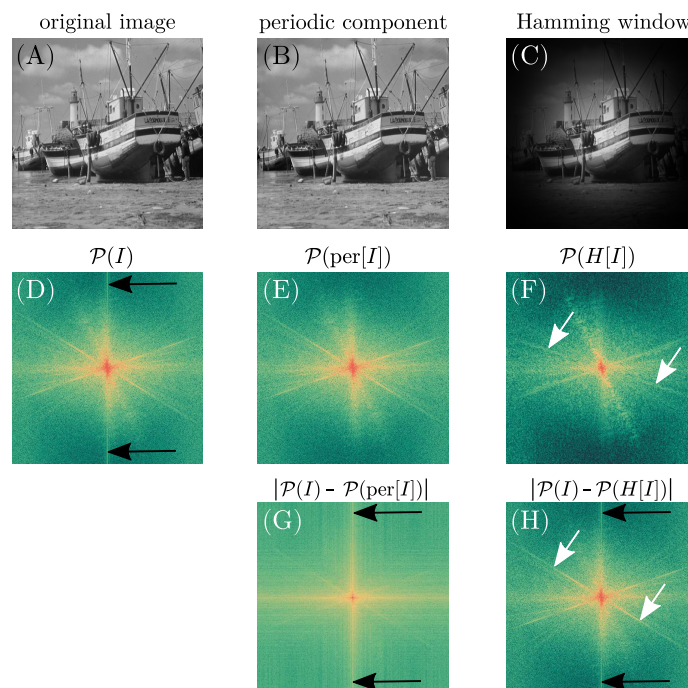 original image periodic component Hamming window
(A) (B) (C)
𝒫(I) 𝒫(per[I]) 𝒫(H[I])
(D) (E) (F)
|𝒫(I) - 𝒫(per[I])| |𝒫(I) - 𝒫(H[I])|
(G) (H)